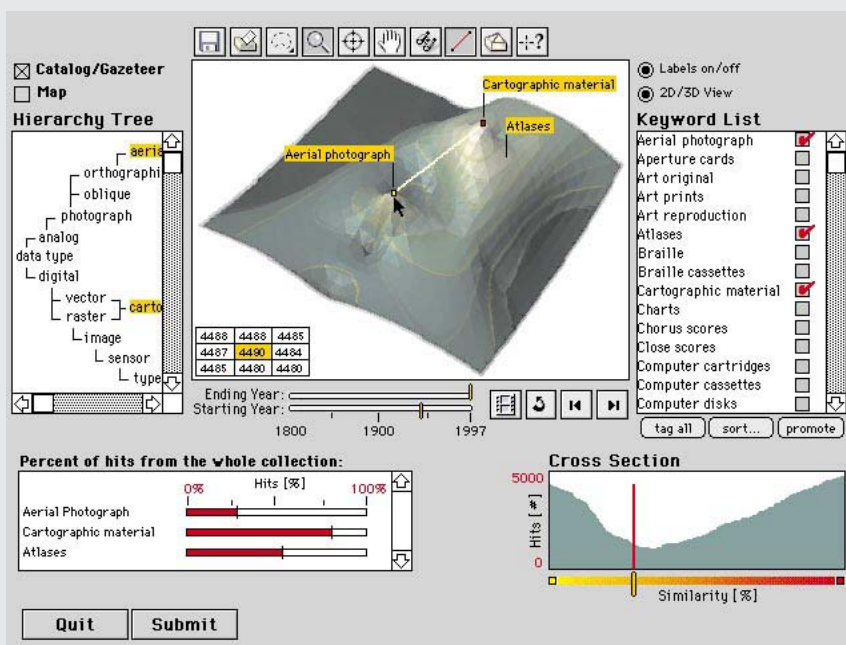 -¦-?
Catalog/Gazeteer
Map
Hierarchy Tree
aeria
orthographi
oblique
photograph
analog
data type
digital
vector
raster
carto
image
sensor
type
Cartographic material
Atlases
Aerial photograph
4488 4488 4485
4487 4490 4484
4485 4480 4480
Ending Year:
Starting Year:
1800 1900 1997
Labels on/off
2D/3D View
Keyword List
Aerial photograph
Aperture cards
Art original
Art prints
Art reproduction
Atlases
Braille
Braille cassettes
Cartographic material
Charts
Chorus scores
Close scores
Computer cartridges
Computer cassettes
Computer disks
tag all sort... promote
Percent of hits from the whole collection:
0% Hits [%] 100%
Aerial Photograph
Cartographic material
Atlases
Cross Section
5000
Hits [#]
0
Similarity [%]
Quit Submit